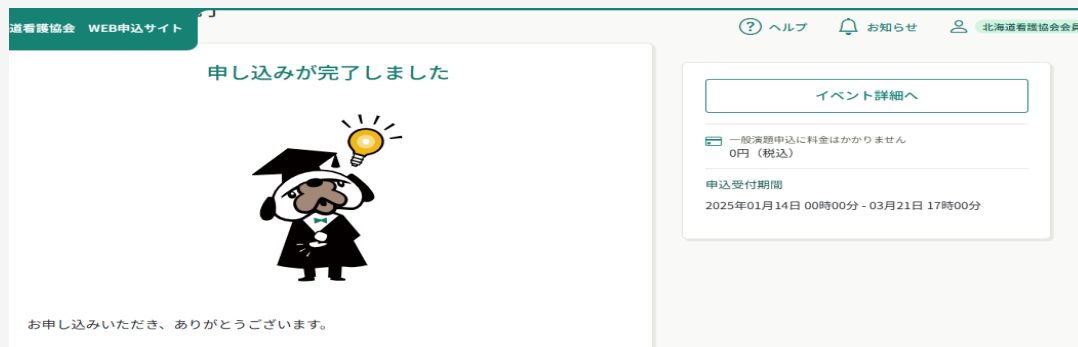 道看護協会 WEB申込サイト
ヘルプ
お知らせ
北海道看護協会会員
申し込みが完了しました
お申し込みいただき、ありがとうございます。
イベント詳細へ
一般演題申込に料金はかかりません
0円（税込）
申込受付期間
2025年01月14日 00時00分 - 03月21日 17時00分